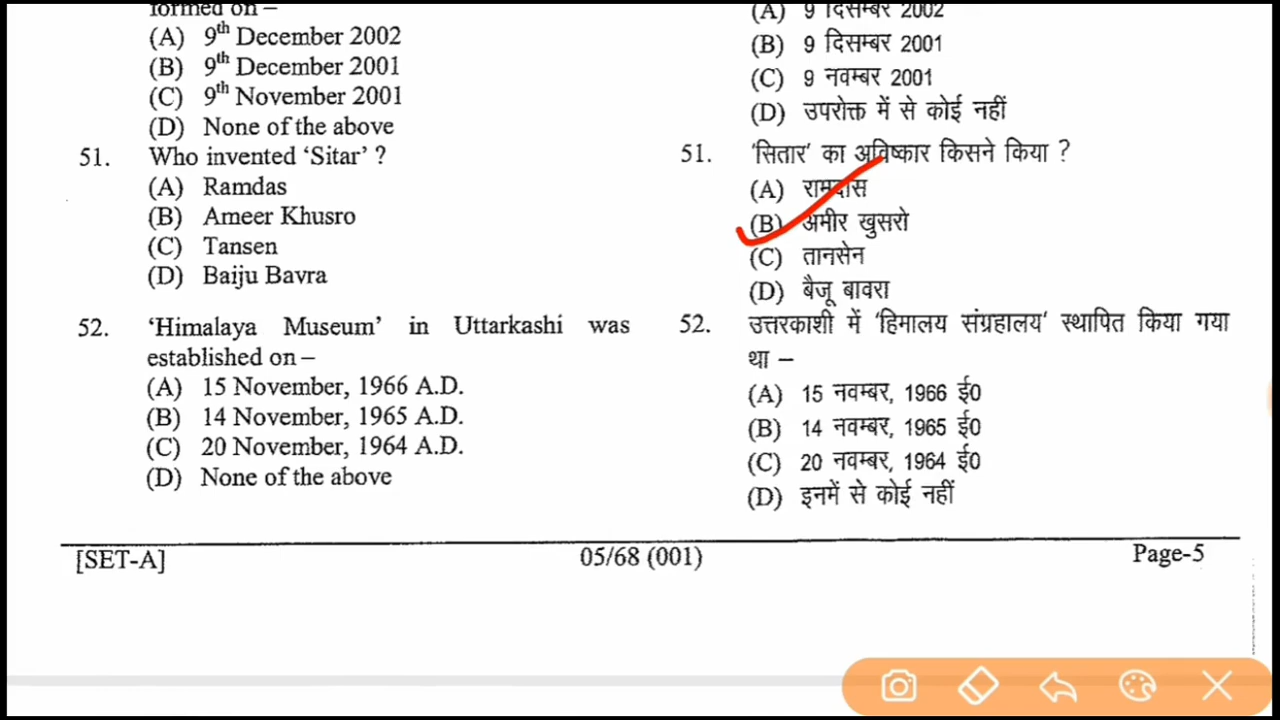 formed on –
(A) 9th December 2002
(B) 9th December 2001
(C) 9th November 2001
(D) None of the above
51. Who invented ‘Sitar’ ?
(A) Ramdas
(B) Ameer Khusro
(C) Tansen
(D) Baiju Bavra
52. ‘Himalaya Museum’ in Uttarkashi was
established on –
(A) 15 November, 1966 A.D.
(B) 14 November, 1965 A.D.
(C) 20 November, 1964 A.D.
(D) None of the above
(A) 9 दिसम्बर 2002
(B) 9 दिसम्बर 2001
(C) 9 नवम्बर 2001
(D) उपरोक्त में से कोई नहीं
51. ‘सितार’ का अविष्कार किसने किया ?
(A) रामदास
(B) अमीर खुसरो
(C) तानसेन
(D) बैजू बावरा
52. उत्तरकाशी में ‘हिमालय संग्रहालय’ स्थापित किया गया
था –
(A) 15 नवम्बर, 1966 ई0
(B) 14 नवम्बर, 1965 ई0
(C) 20 नवम्बर, 1964 ई0
(D) इनमें से कोई नहीं
[SET-A] 05/68 (001) Page-5